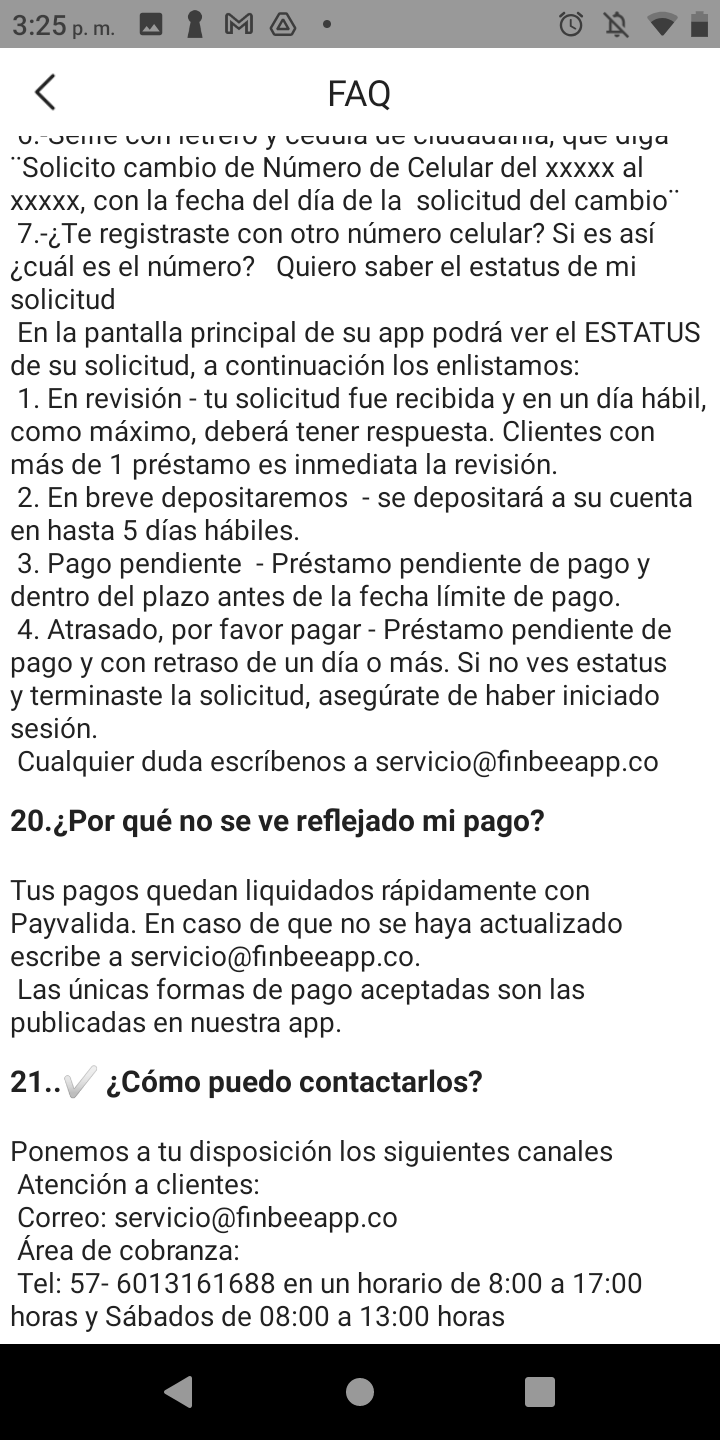 3:25 p. m.
FAQ
6.-Selfie con letrero y cédula de ciudadanía, que diga
¨Solicito cambio de Número de Celular del xxxxx al
xxxxx, con la fecha del día de la  solicitud del cambio¨
7.-¿Te registraste con otro número celular? Si es así
¿cuál es el número?   Quiero saber el estatus de mi
solicitud
En la pantalla principal de su app podrá ver el ESTATUS
de su solicitud, a continuación los enlistamos:
1. En revisión - tu solicitud fue recibida y en un día hábil,
como máximo, deberá tener respuesta. Clientes con
más de 1 préstamo es inmediata la revisión.
2. En breve depositaremos  - se depositará a su cuenta
en hasta 5 días hábiles.
3. Pago pendiente  - Préstamo pendiente de pago y
dentro del plazo antes de la fecha límite de pago.
4. Atrasado, por favor pagar - Préstamo pendiente de
pago y con retraso de un día o más. Si no ves estatus
y terminaste la solicitud, asegúrate de haber iniciado
sesión.
Cualquier duda escríbenos a servicio@finbeeapp.co
20.¿Por qué no se ve reflejado mi pago?
Tus pagos quedan liquidados rápidamente con
Payvalida. En caso de que no se haya actualizado
escribe a servicio@finbeeapp.co.
Las únicas formas de pago aceptadas son las
publicadas en nuestra app.
21..✔ ¿Cómo puedo contactarlos?
Ponemos a tu disposición los siguientes canales
Atención a clientes:
Correo: servicio@finbeeapp.co
Área de cobranza:
Tel: 57- 6013161688 en un horario de 8:00 a 17:00
horas y Sábados de 08:00 a 13:00 horas